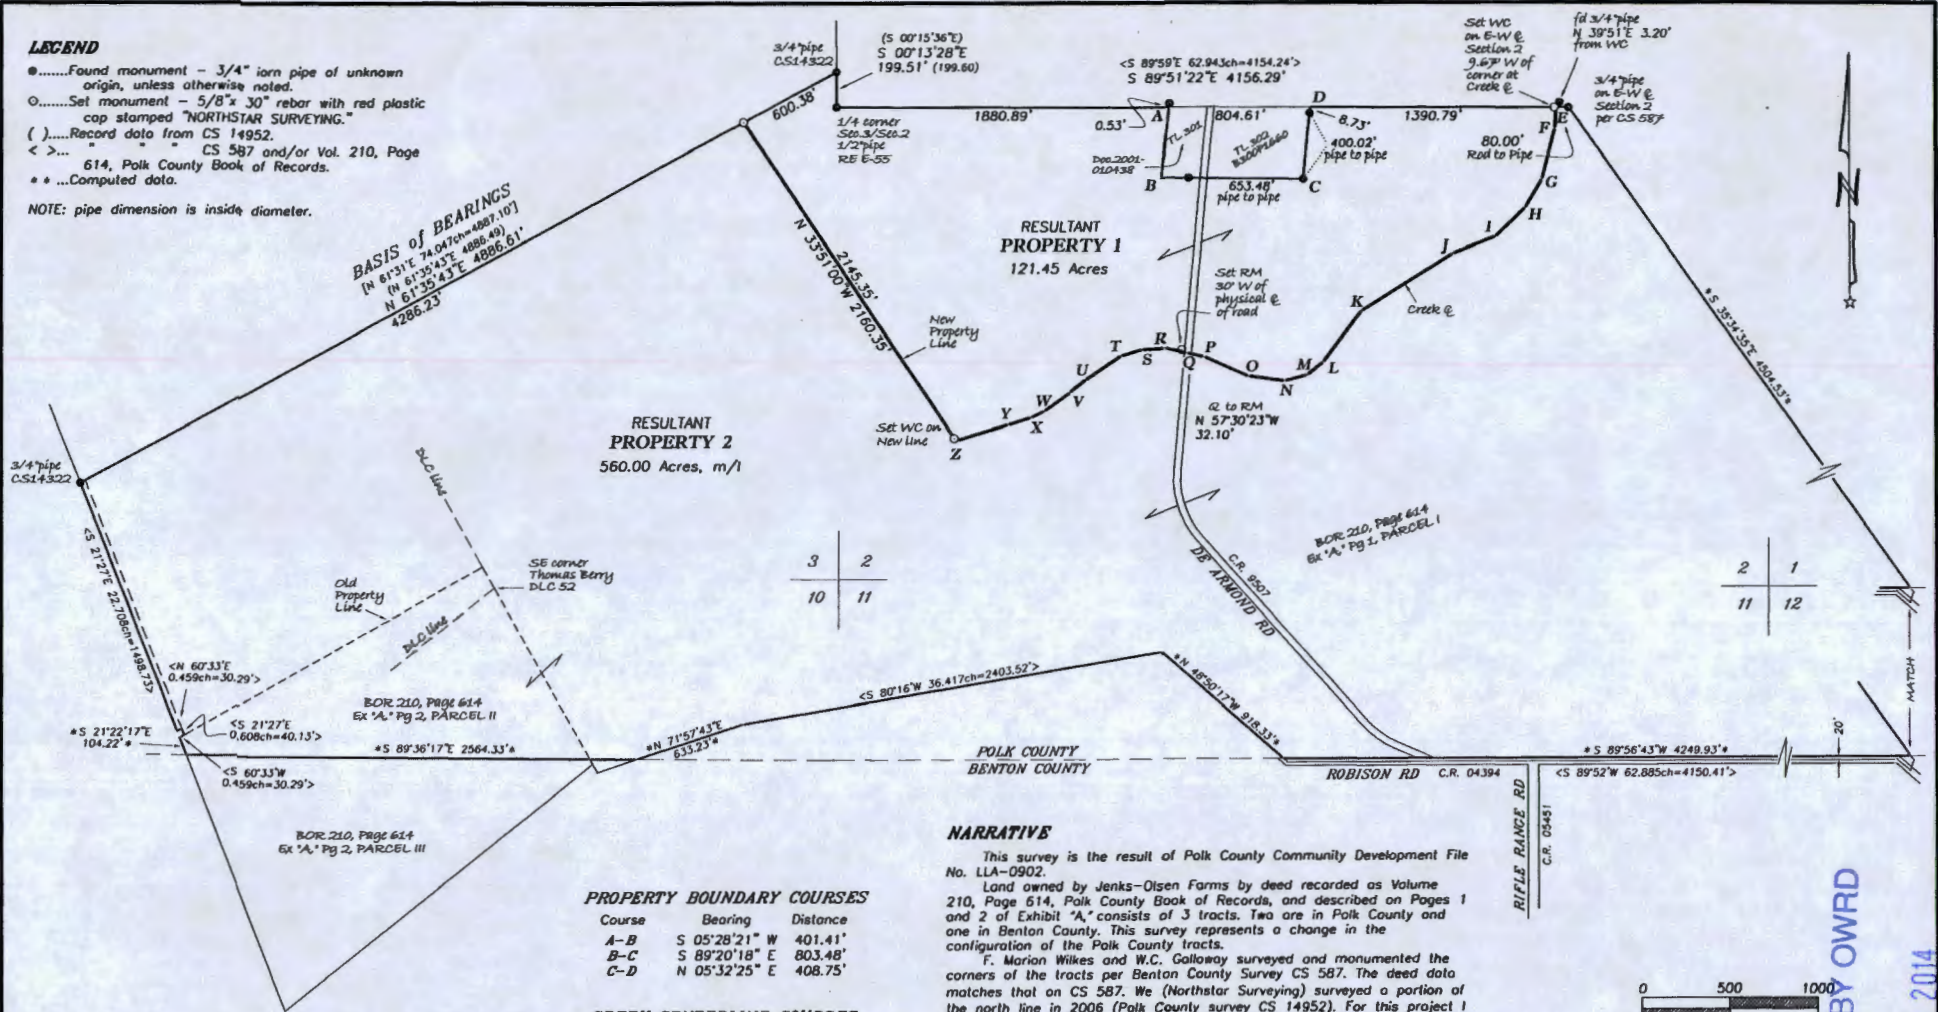 LEGEND
●.......Found monument - 3/4" iorn pipe of unknown
origin, unless otherwise noted.
○.......Set monument - 5/8"x 30" rebar with red plastic
cap stamped "NORTHSTAR SURVEYING."
( ).....Record data from CS 14952.
< >... " " " CS 587 and/or Vol. 210, Page
614, Polk County Book of Records.
* * ...Computed data.
NOTE: pipe dimension is inside diameter.
3/4"pipe
CS14322
(S 00°15'36"E)
S 00°13'28"E
199.51' (199.60)
<S 89°59'E 62.943ch=4154.24'>
S 89°51'22"E 4156.29'
Set WC
on E-W ℄
Section 2
9.67' W of
corner at
Creek ℄
fd 3/4"pipe
N 39°51'E 3.20'
from WC
3/4"pipe
on E-W ℄
Section 2
per CS 587
600.38'
1/4 corner
Sec.3/Sec.2
1/2"pipe
RE E-55
1880.89'
0.53'
A
804.61'
D
8.73'
1390.79'
F
E
TL 301
TL 302
B300P1660
400.02'
pipe to pipe
80.00'
Rod to Pipe
Doc.2001-
010438
B
653.48'
pipe to pipe
C
G
H
I
J
K
Creek ℄
BASIS of BEARINGS
[N 61°31'E 74.047ch=4887.10']
(N 61°35'43"E 4886.49)
N 61°35'43"E 4886.61'
4286.23'
2145.35'
N 33°51'00"W 2160.35'
New
Property
Line
RESULTANT
PROPERTY 1
121.45 Acres
Set RM
30' W of
physical ℄
of road
T
R
S
Q
P
O
N
M
L
U
V
W
X
Y
Z
Set WC on
New line
Q to RM
N 57°30'23"W
32.10'
*S 35°34'35"E 4504.53'*
RESULTANT
PROPERTY 2
560.00 Acres, m/l
3/4"pipe
CS14322
DLC line
<S 21°27'E 22.708ch=1498.73'>
Old
Property
Line
SE corner
Thomas Berry
DLC 52
DLC line
3 2
10 11
DE ARMOND RD
C.R. 9507
BOR 210, Page 614
Ex "A," Pg 1, PARCEL I
2 1
11 12
MATCH
20'
<N 60°33'E
0.459ch=30.29'>
<S 21°27'E
0.608ch=40.13'>
*S 21°22'17"E
104.22'*
<S 60°33'W
0.459ch=30.29'>
BOR 210, Page 614
Ex "A," Pg 2, PARCEL II
*S 89°36'17"E 2564.33'*
*N 71°57'43"E
633.23'*
<S 80°16'W 36.417ch=2403.52'>
*N 48°50'17"W 918.33'*
POLK COUNTY
BENTON COUNTY
ROBISON RD C.R. 04394
*S 89°56'43"W 4249.93'*
<S 89°52'W 62.885ch=4150.41'>
RIFLE RANGE RD
C.R. 05451
BOR 210, Page 614
Ex "A," Pg 2, PARCEL III
PROPERTY BOUNDARY COURSES
Course Bearing Distance
A-B S 05°28'21" W 401.41'
B-C S 89°20'18" E 803.48'
C-D N 05°32'25" E 408.75'
NARRATIVE
This survey is the result of Polk County Community Development File
No. LLA-0902.
Land owned by Jenks-Olsen Farms by deed recorded as Volume
210, Page 614, Polk County Book of Records, and described on Pages 1
and 2 of Exhibit "A," consists of 3 tracts. Two are in Polk County and
one in Benton County. This survey represents a change in the
configuration of the Polk County tracts.
F. Marion Wilkes and W.C. Galloway surveyed and monumented the
corners of the tracts per Benton County Survey CS 587. The deed data
matches that on CS 587. We (Northstar Surveying) surveyed a portion of
the north line in 2006 (Polk County survey CS 14952). For this project I
0 500 1000
BY OWRD
2014
N